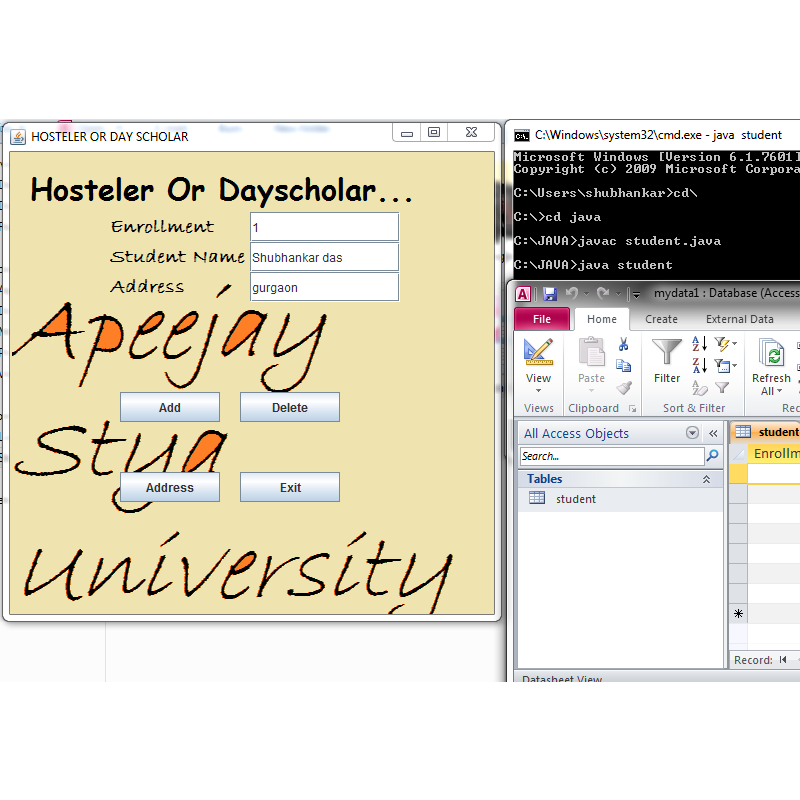 HOSTELER OR DAY SCHOLAR
Hosteler Or Dayscholar...
Enrollment 1
Student Name Shubhankar das
Address gurgaon
Apeejay
Add Delete
Stya
Address Exit
University
C:\Windows\system32\cmd.exe - java student
Microsoft Windows [Version 6.1.7601]
Copyright (c) 2009 Microsoft Corpora
C:\Users\shubhankar>cd\
C:\>cd java
C:\JAVA>javac student.java
C:\JAVA>java student
A mydata1 : Database (Access
File Home Create External Data
View Paste Filter Refresh All
Views Clipboard Sort & Filter Rec
All Access Objects
Search...
Tables
student
student
Enrollm
Record:
Datasheet View